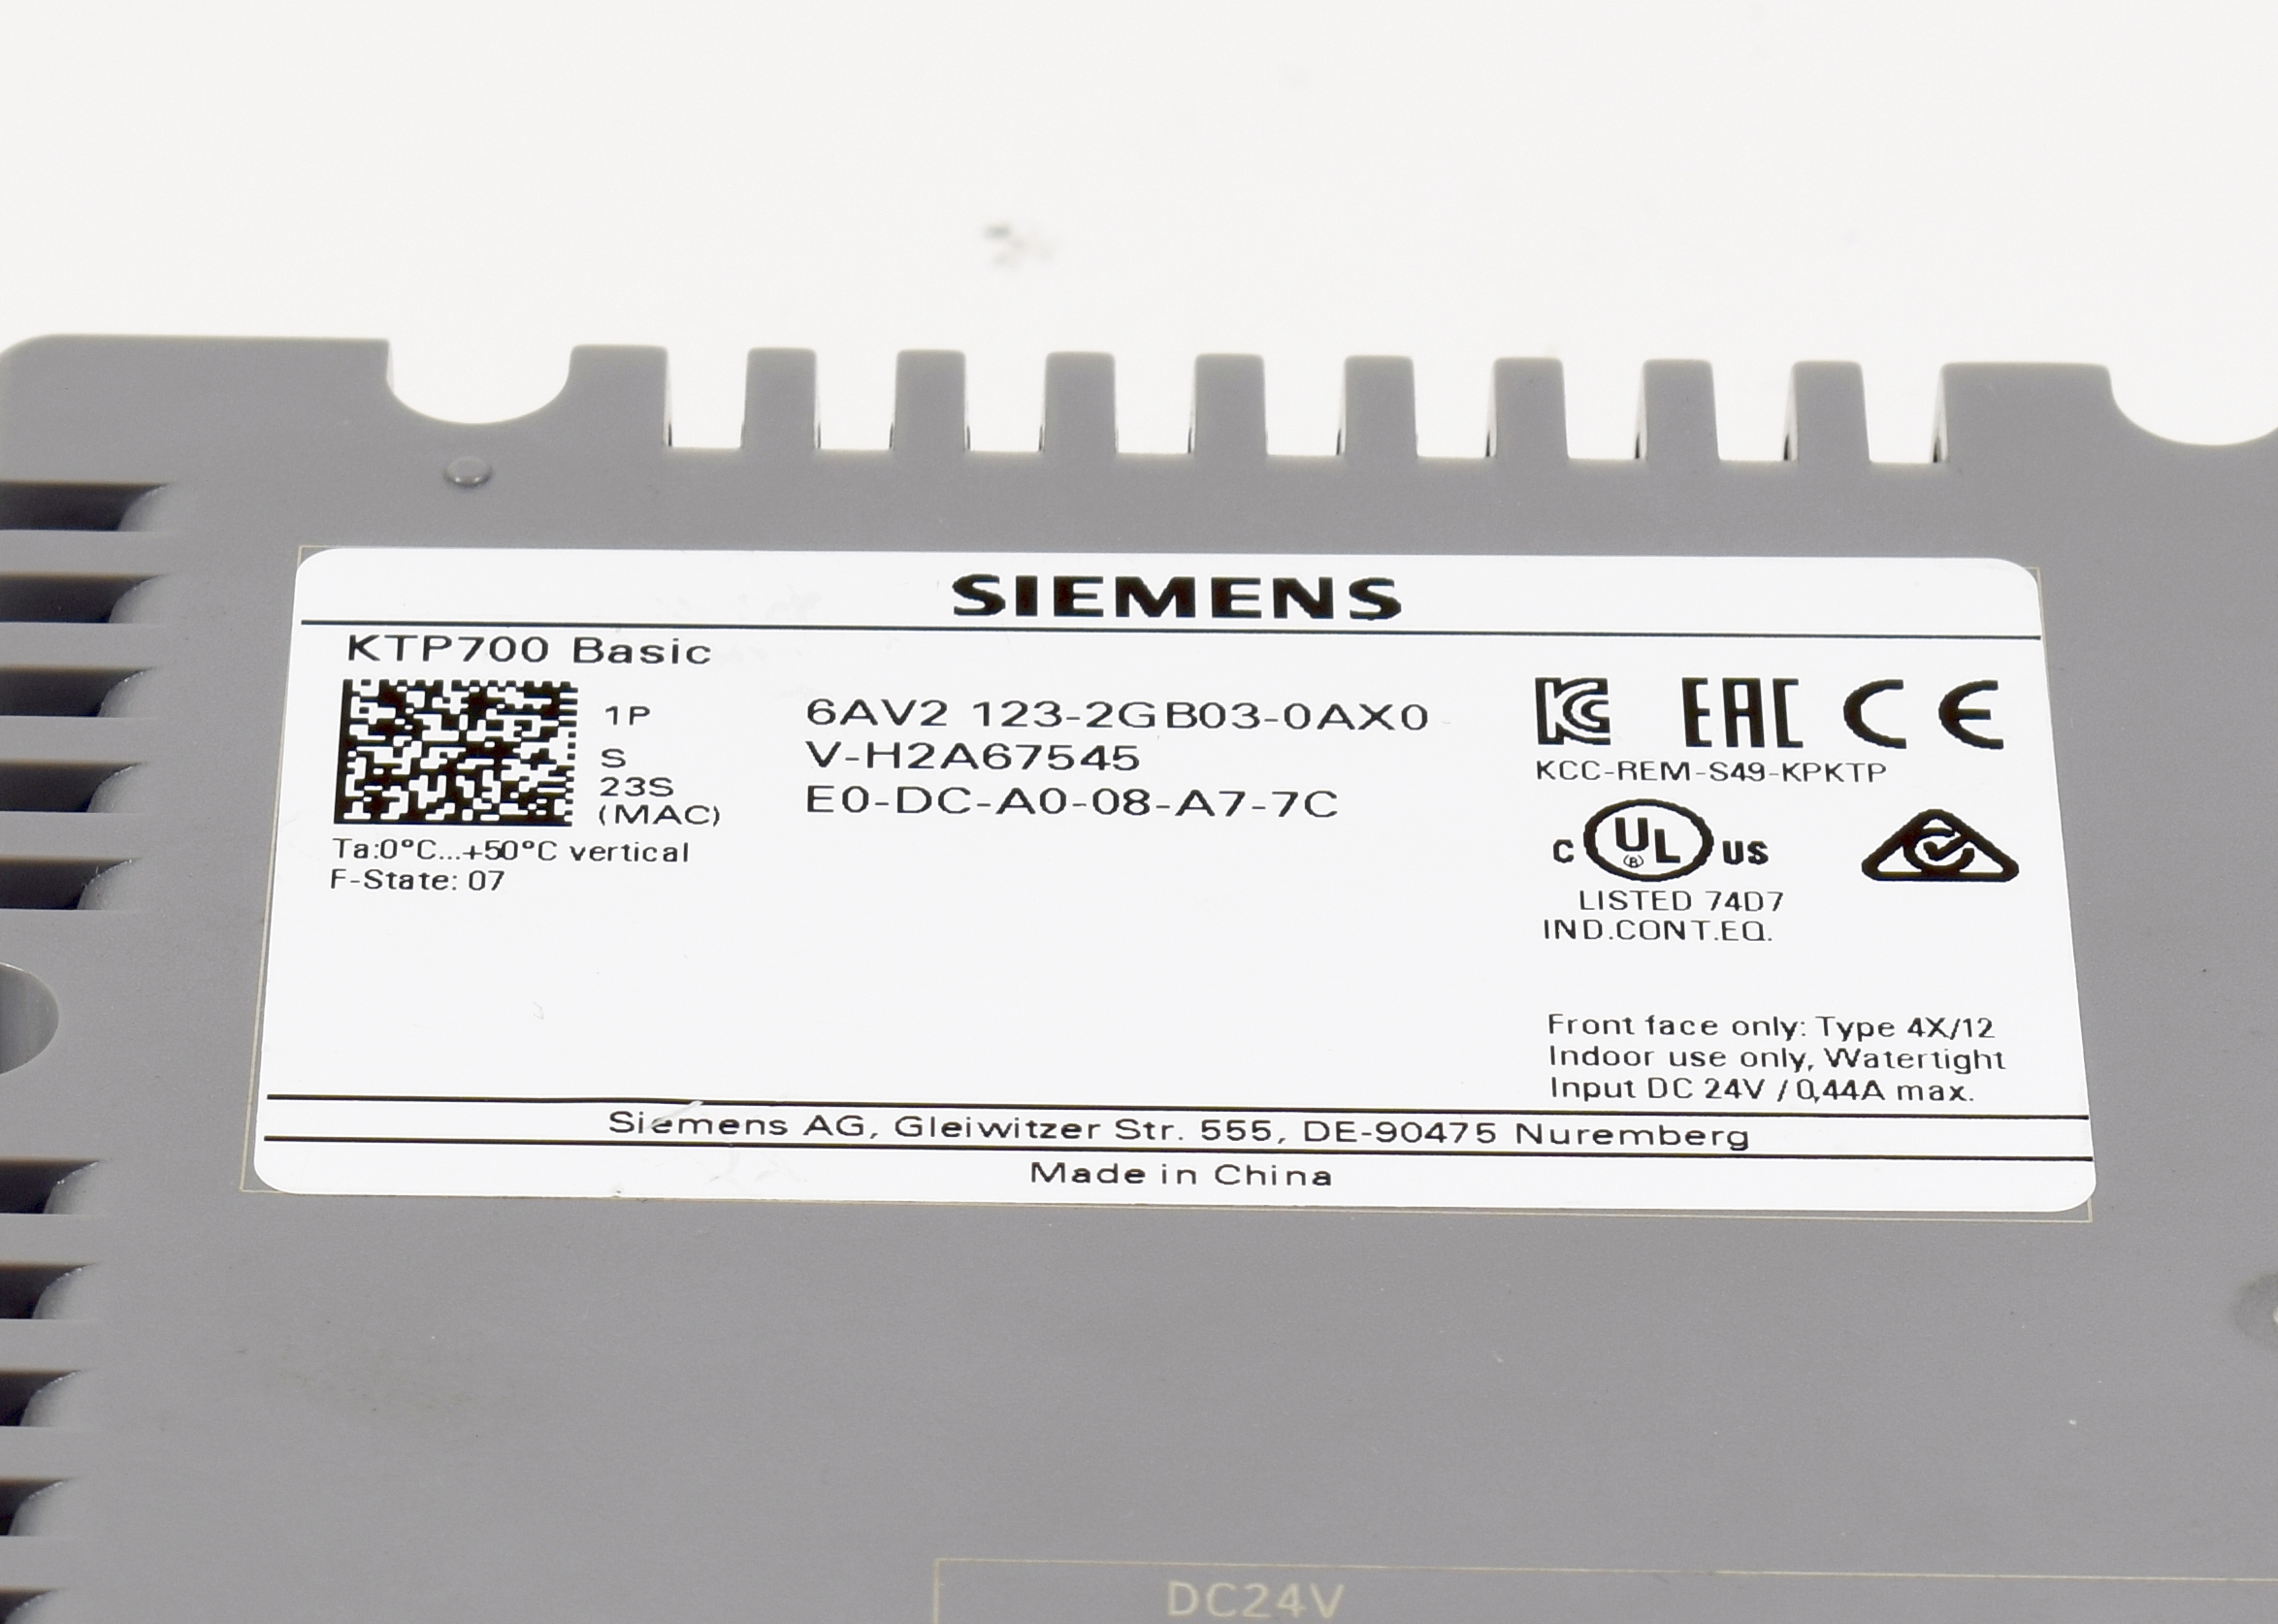 SIEMENS
KTP700 Basic
1P 6AV2 123-2GB03-0AX0
S V-H2A67545
23S
(MAC) E0-DC-A0-08-A7-7C
Ta:0°C...+50°C vertical
F-State: 07
KC EAC CE
KCC-REM-S49-KPKTP
C UL US
LISTED 74D7
IND.CONT.EQ.
Front face only: Type 4X/12
Indoor use only, Watertight
Input DC 24V / 0,44A max.
Siemens AG, Gleiwitzer Str. 555, DE-90475 Nuremberg
Made in China
DC24V